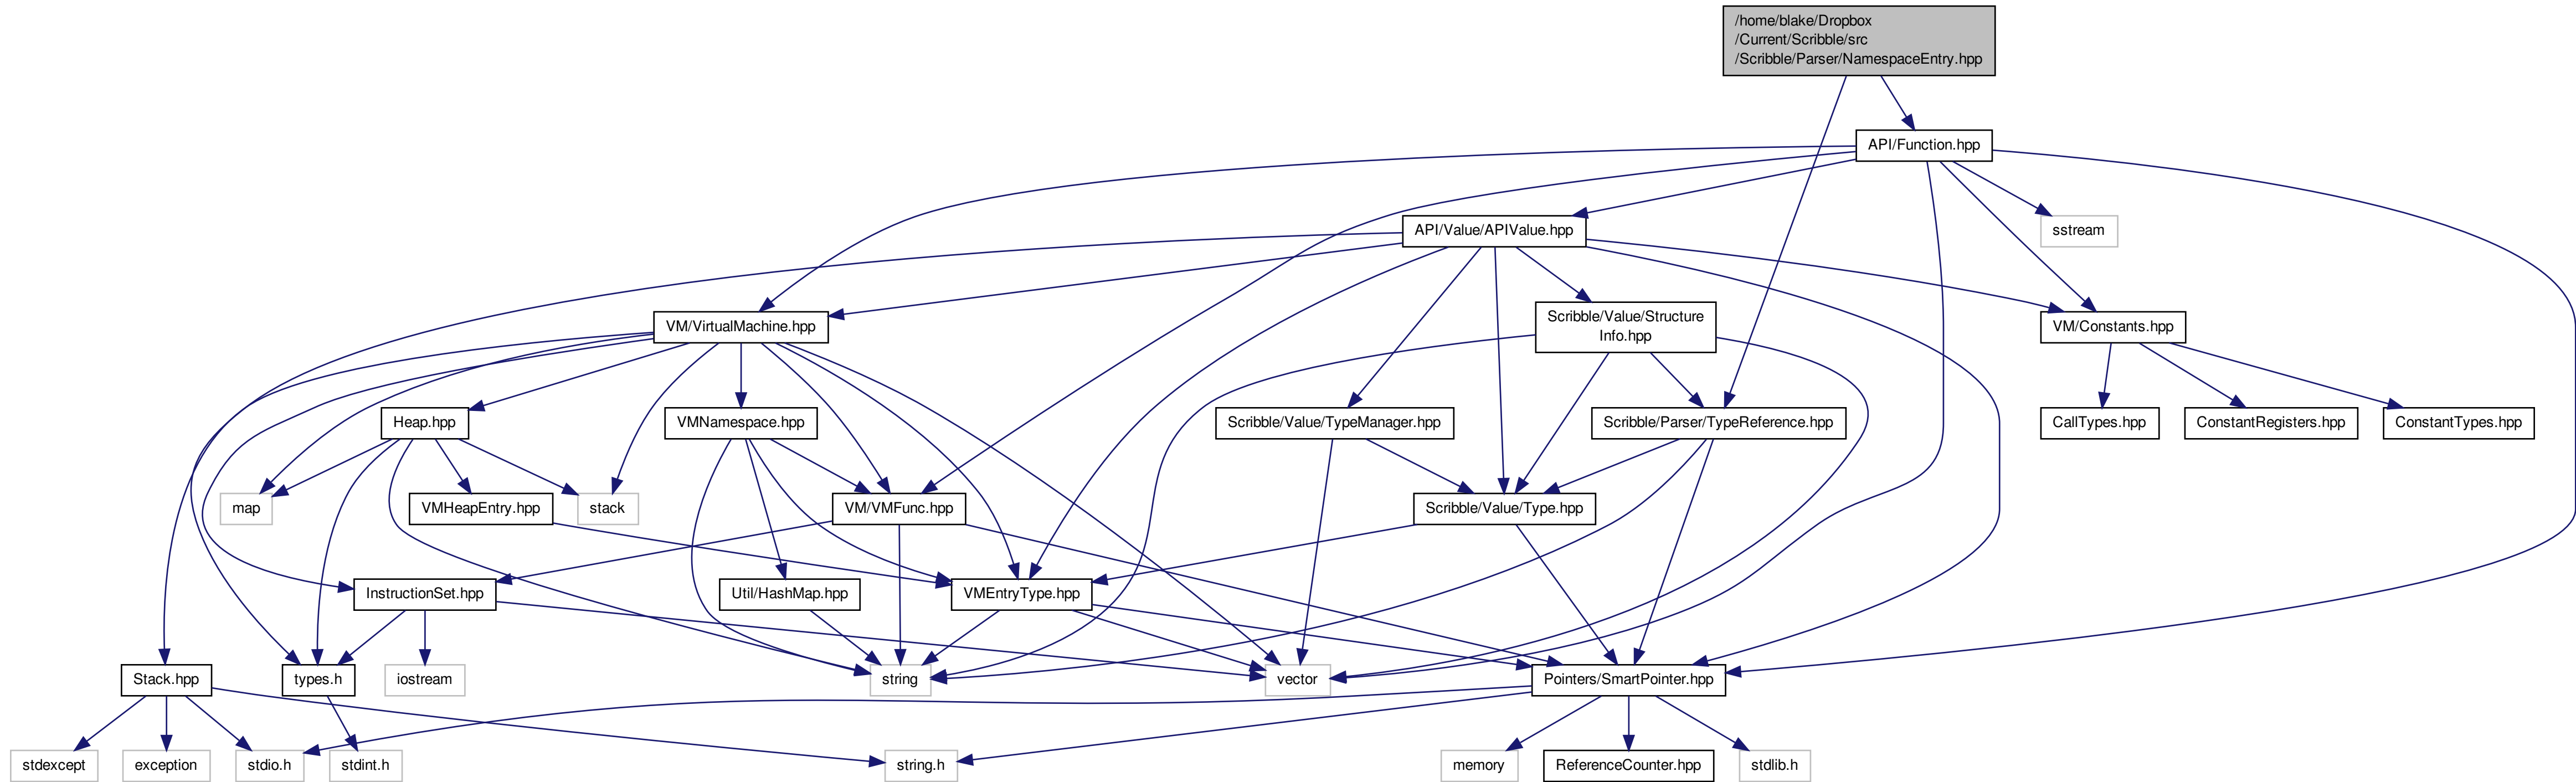 /home/blake/Dropbox
/Current/Scribble/src
/Scribble/Parser/NamespaceEntry.hpp
API/Function.hpp
API/Value/APIValue.hpp
sstream
VM/VirtualMachine.hpp
Scribble/Value/Structure
Info.hpp
VM/Constants.hpp
Heap.hpp
VMNamespace.hpp
Scribble/Value/TypeManager.hpp
Scribble/Parser/TypeReference.hpp
CallTypes.hpp
ConstantRegisters.hpp
ConstantTypes.hpp
map
VMHeapEntry.hpp
stack
VM/VMFunc.hpp
Scribble/Value/Type.hpp
InstructionSet.hpp
Util/HashMap.hpp
VMEntryType.hpp
Stack.hpp
types.h
iostream
string
vector
Pointers/SmartPointer.hpp
stdexcept
exception
stdio.h
stdint.h
string.h
memory
ReferenceCounter.hpp
stdlib.h